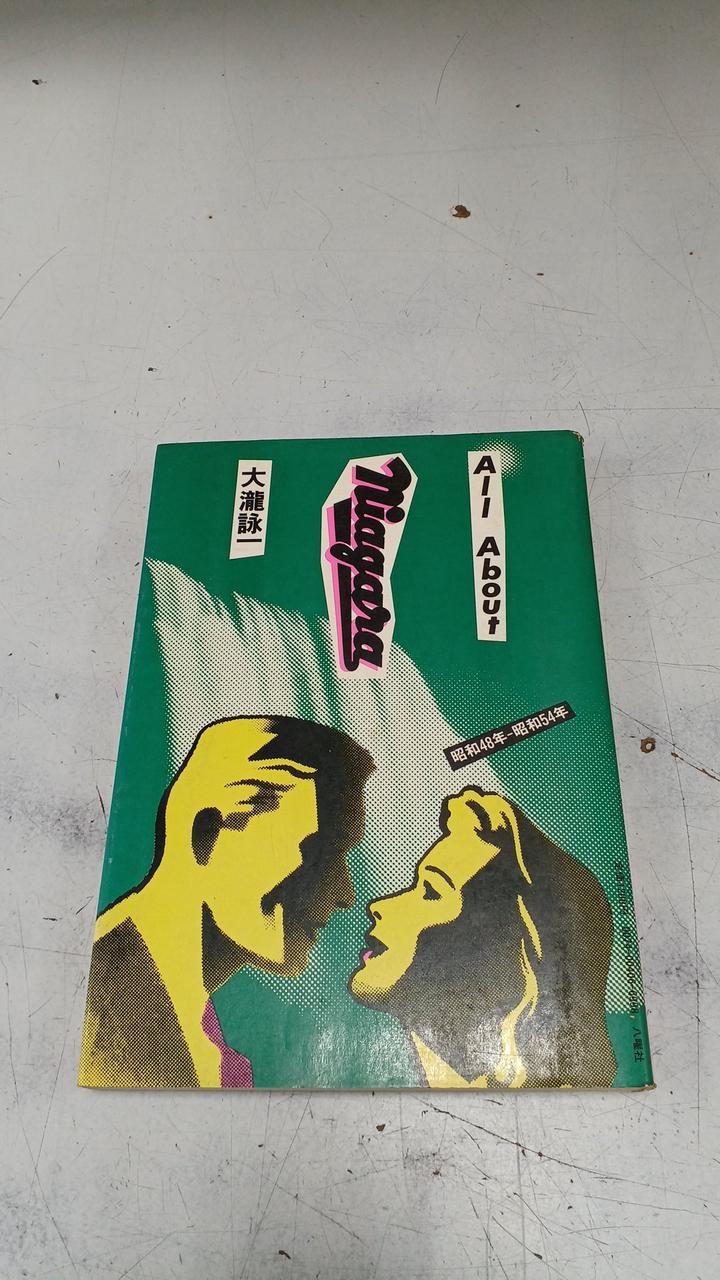 All About
Niagara
大瀧詠一
昭和48年-昭和54年
八曜社